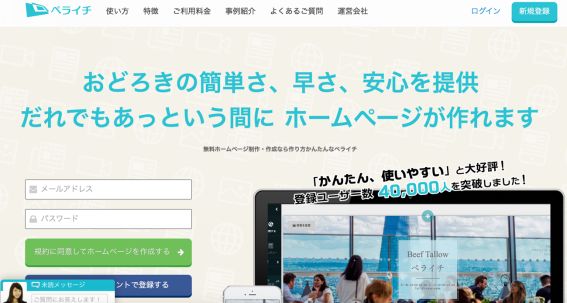 ペライチ 使い方 特徴 ご利用料金 事例紹介 よくあるご質問 運営会社 ログイン 新規登録
おどろきの簡単さ、早さ、安心を提供
だれでもあっという間に ホームページが作れます
無料ホームページ制作・作成なら作り方かんたんなペライチ
「かんたん、使いやすい」と大好評！
登録ユーザー数 40,000人を突破しました！
メールアドレス
パスワード
規約に同意してホームページを作成する
Beef Tallow
ペライチ
未読メッセージ
ントで登録する
ご質問にお答えします！